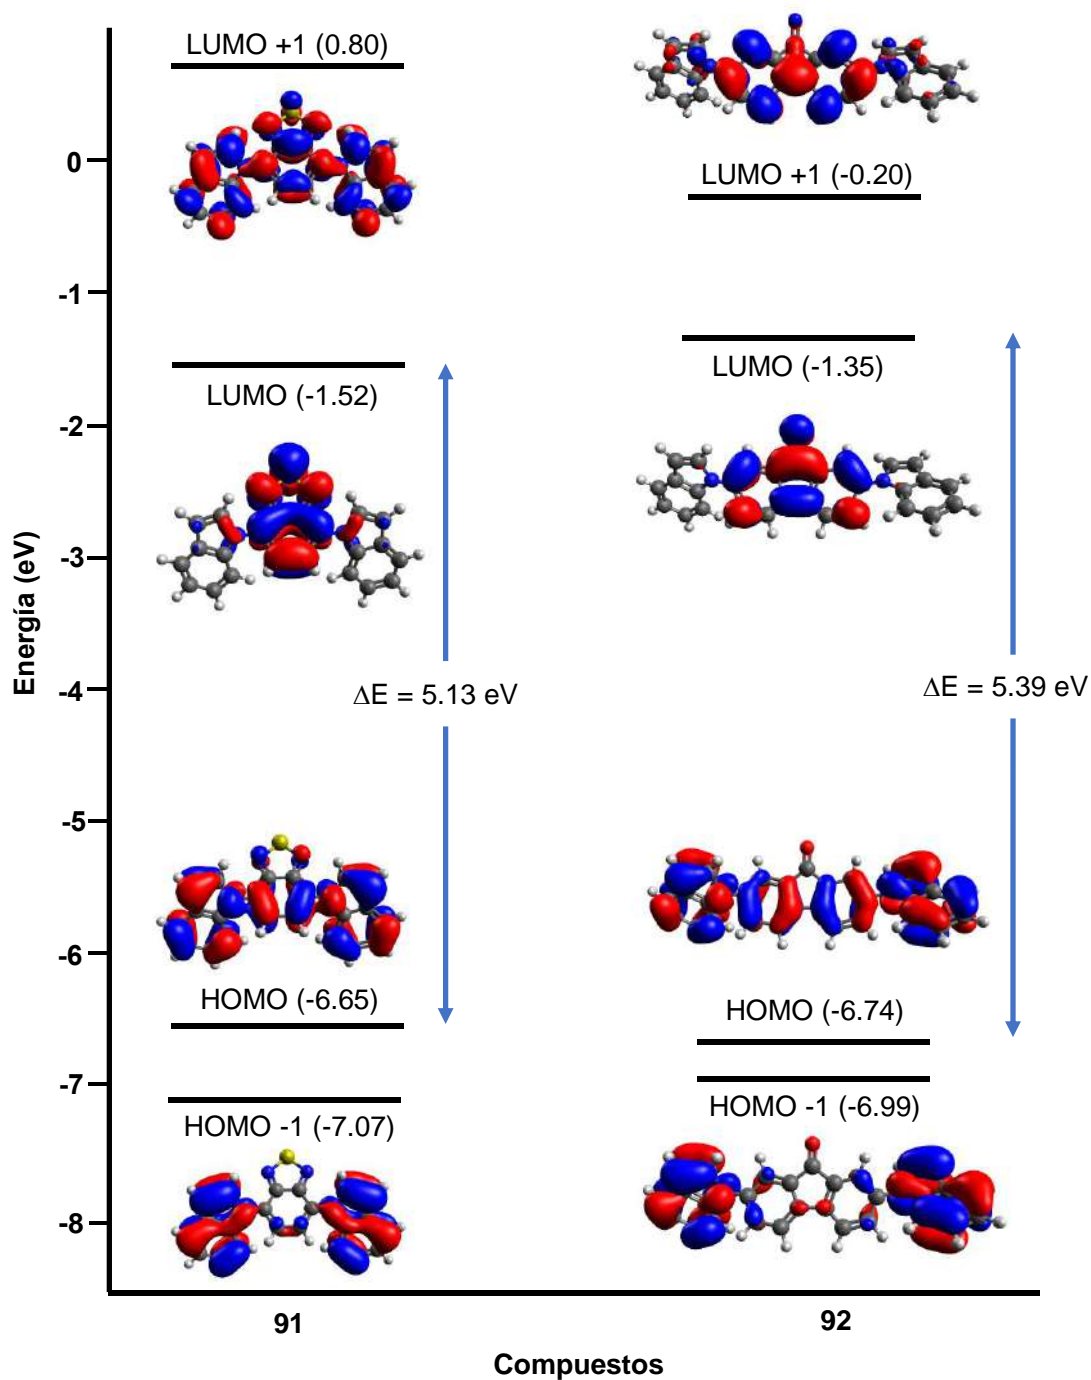 LUMO +1 (0.80)
LUMO +1 (-0.20)
LUMO (-1.52)
LUMO (-1.35)
ΔE = 5.13 eV
ΔE = 5.39 eV
HOMO (-6.65)
HOMO (-6.74)
HOMO -1 (-7.07)
HOMO -1 (-6.99)
0
-1
-2
-3
-4
-5
-6
-7
-8
Energía (eV)
91
92
Compuestos